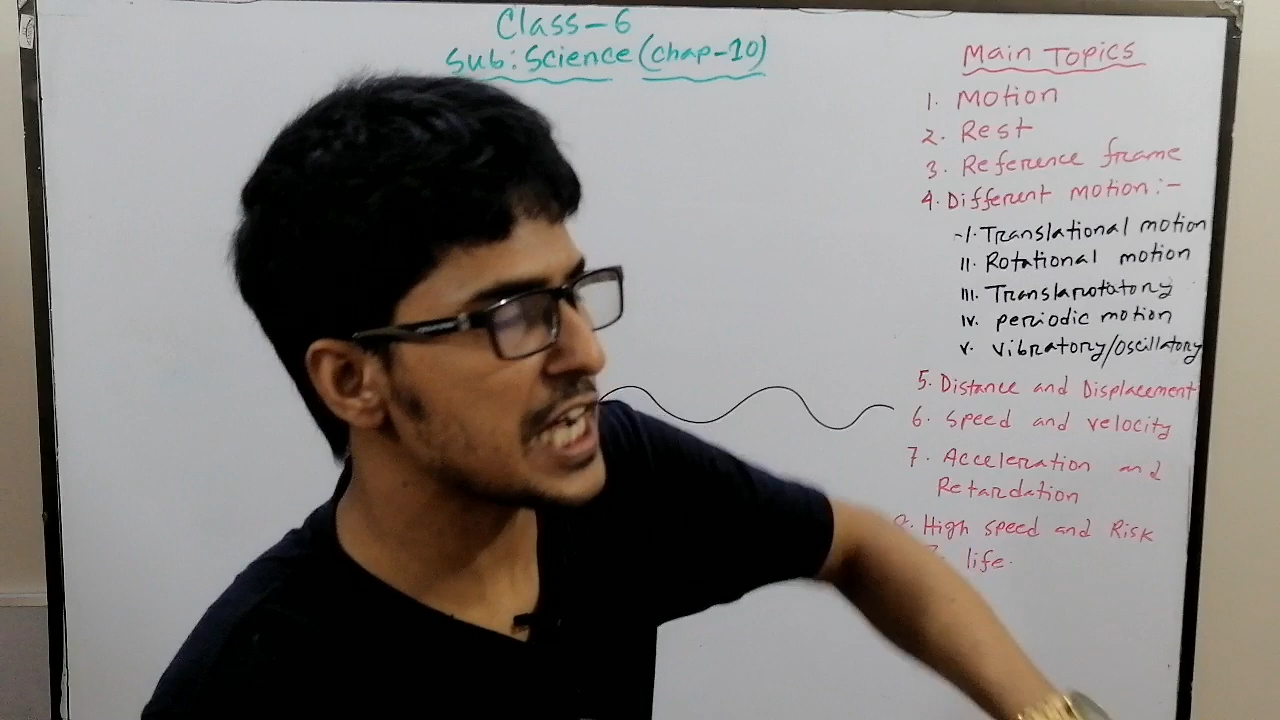 Class-6
Sub: Science (chap-10)
Main Topics
1. Motion
2. Rest
3. Reference frame
4. Different motion:-
I. Translational motion
II. Rotational motion
III. Translarotatory
IV. periodic motion
V. vibratory/oscillatory
5. Distance and Displacement
6. Speed and velocity
7. Acceleration and
Retardation
8. High speed and Risk
life.